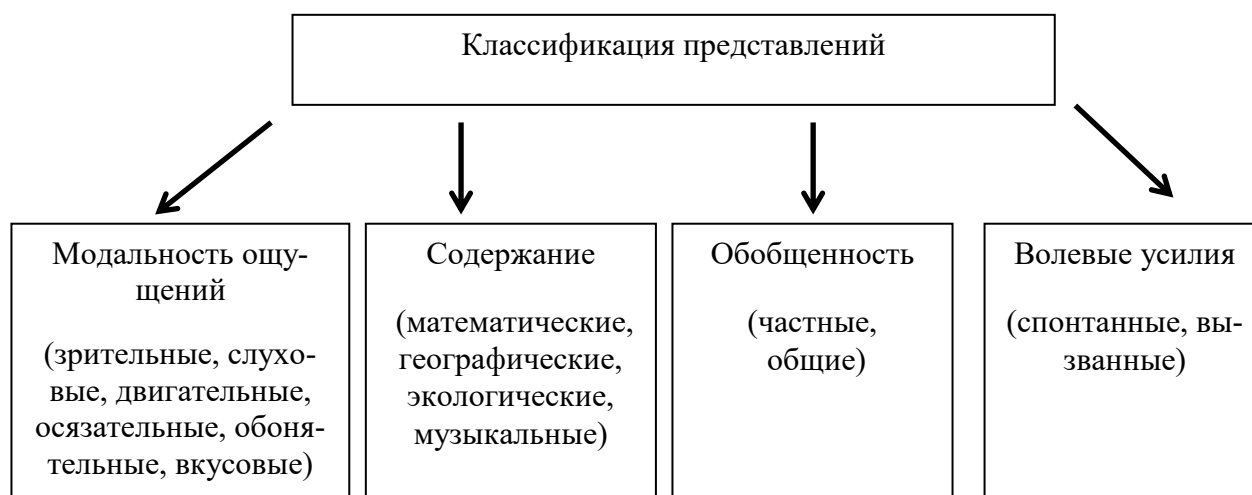 Классификация представлений
Модальность ощу-
щений
(зрительные, слухо-
вые, двигательные,
осязательные, обоня-
тельные, вкусовые)
Содержание
(математические,
географические,
экологические,
музыкальные)
Обобщенность
(частные,
общие)
Волевые усилия
(спонтанные, вы-
званные)